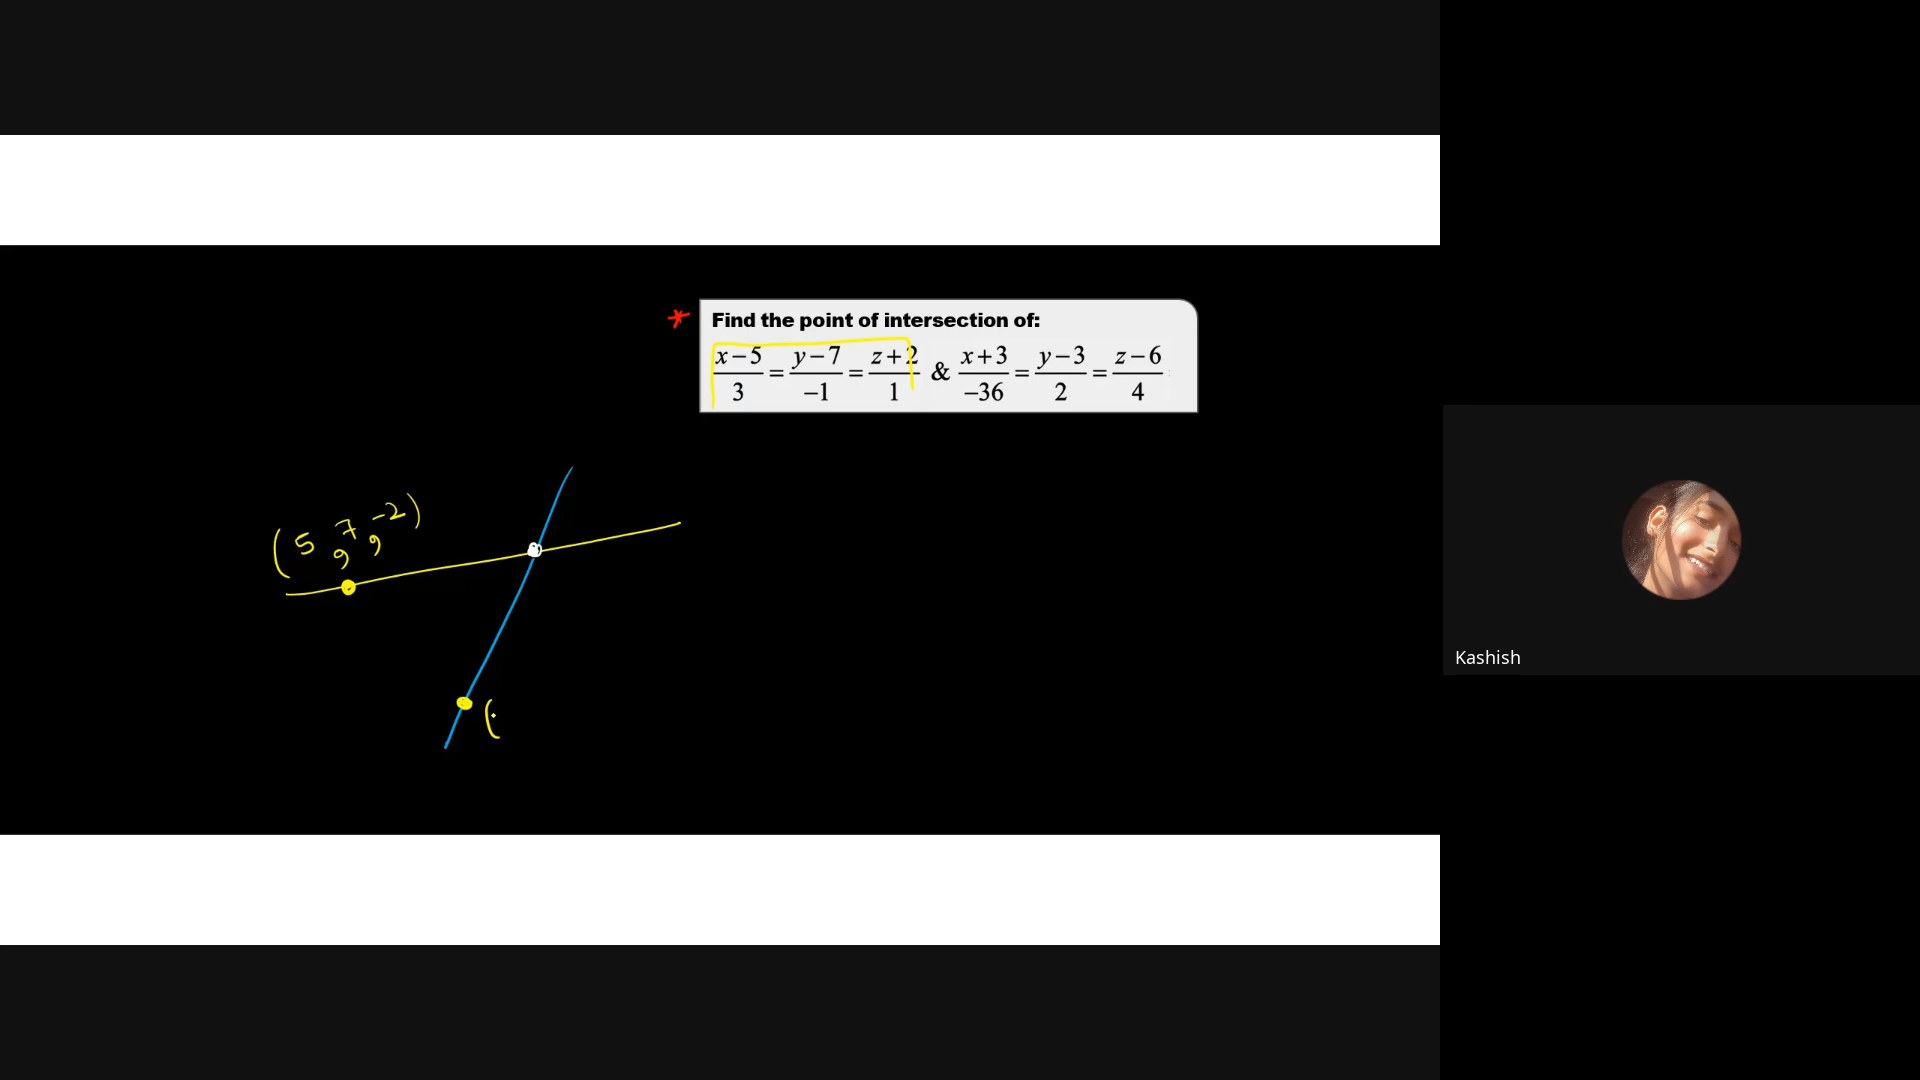 Find the point of intersection of:
x−5/3 = y−7/−1 = z+2/1 & x+3/−36 = y−3/2 = z−6/4
(5, 7, -2)
(
Kashish